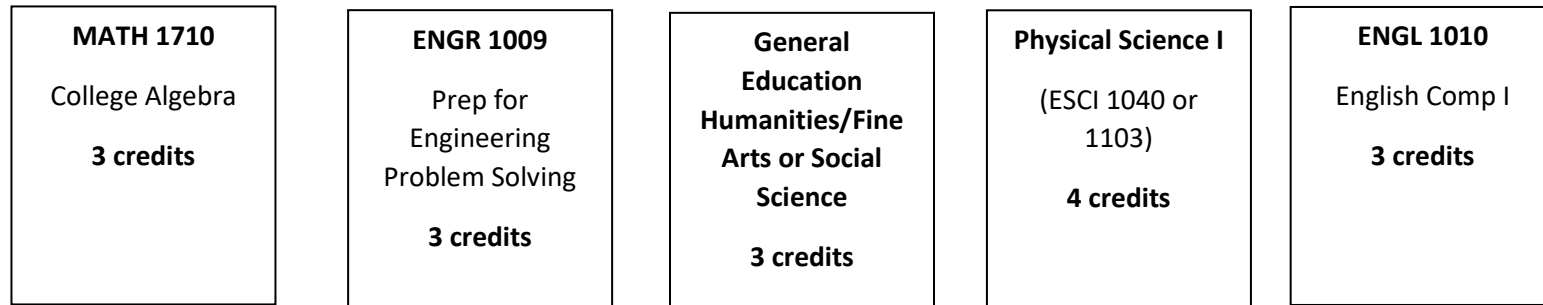 MATH 1710
College Algebra
3 credits
ENGR 1009
Prep for
Engineering
Problem Solving
3 credits
General
Education
Humanities/Fine
Arts or Social
Science
3 credits
Physical Science I
(ESCI 1040 or
1103)
4 credits
ENGL 1010
English Comp I
3 credits